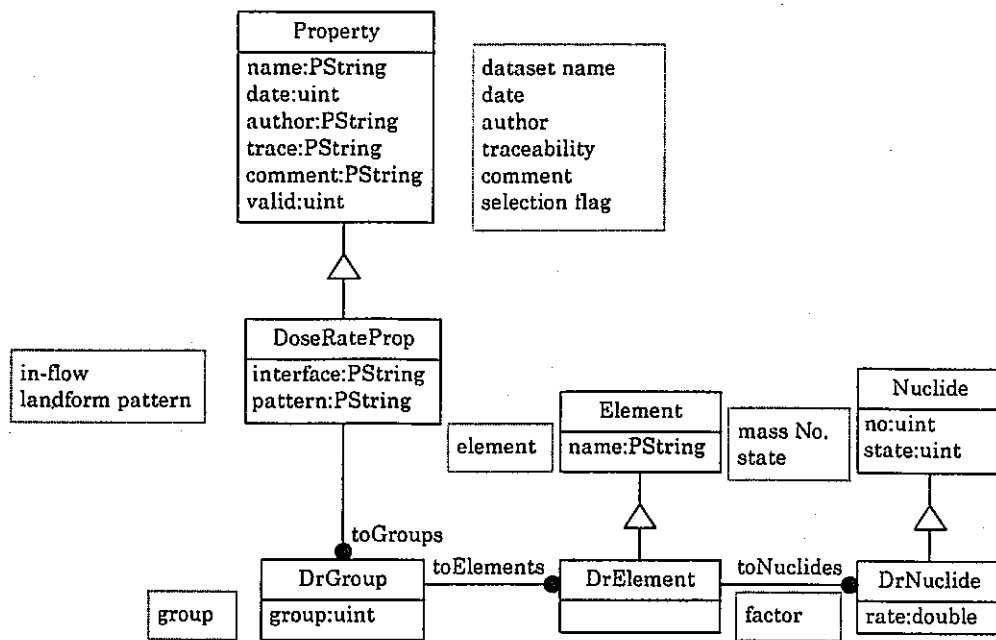 Property
name:PString
date:uint
author:PString
trace:PString
comment:PString
valid:uint
dataset name
date
author
traceability
comment
selection flag
DoseRateProp
interface:PString
pattern:PString
in-flow
landform pattern
Element
name:PString
element
Nuclide
no:uint
state:uint
mass No.
state
toGroups
toElements
toNuclides
DrGroup
group:uint
group
DrElement
DrNuclide
rate:double
factor